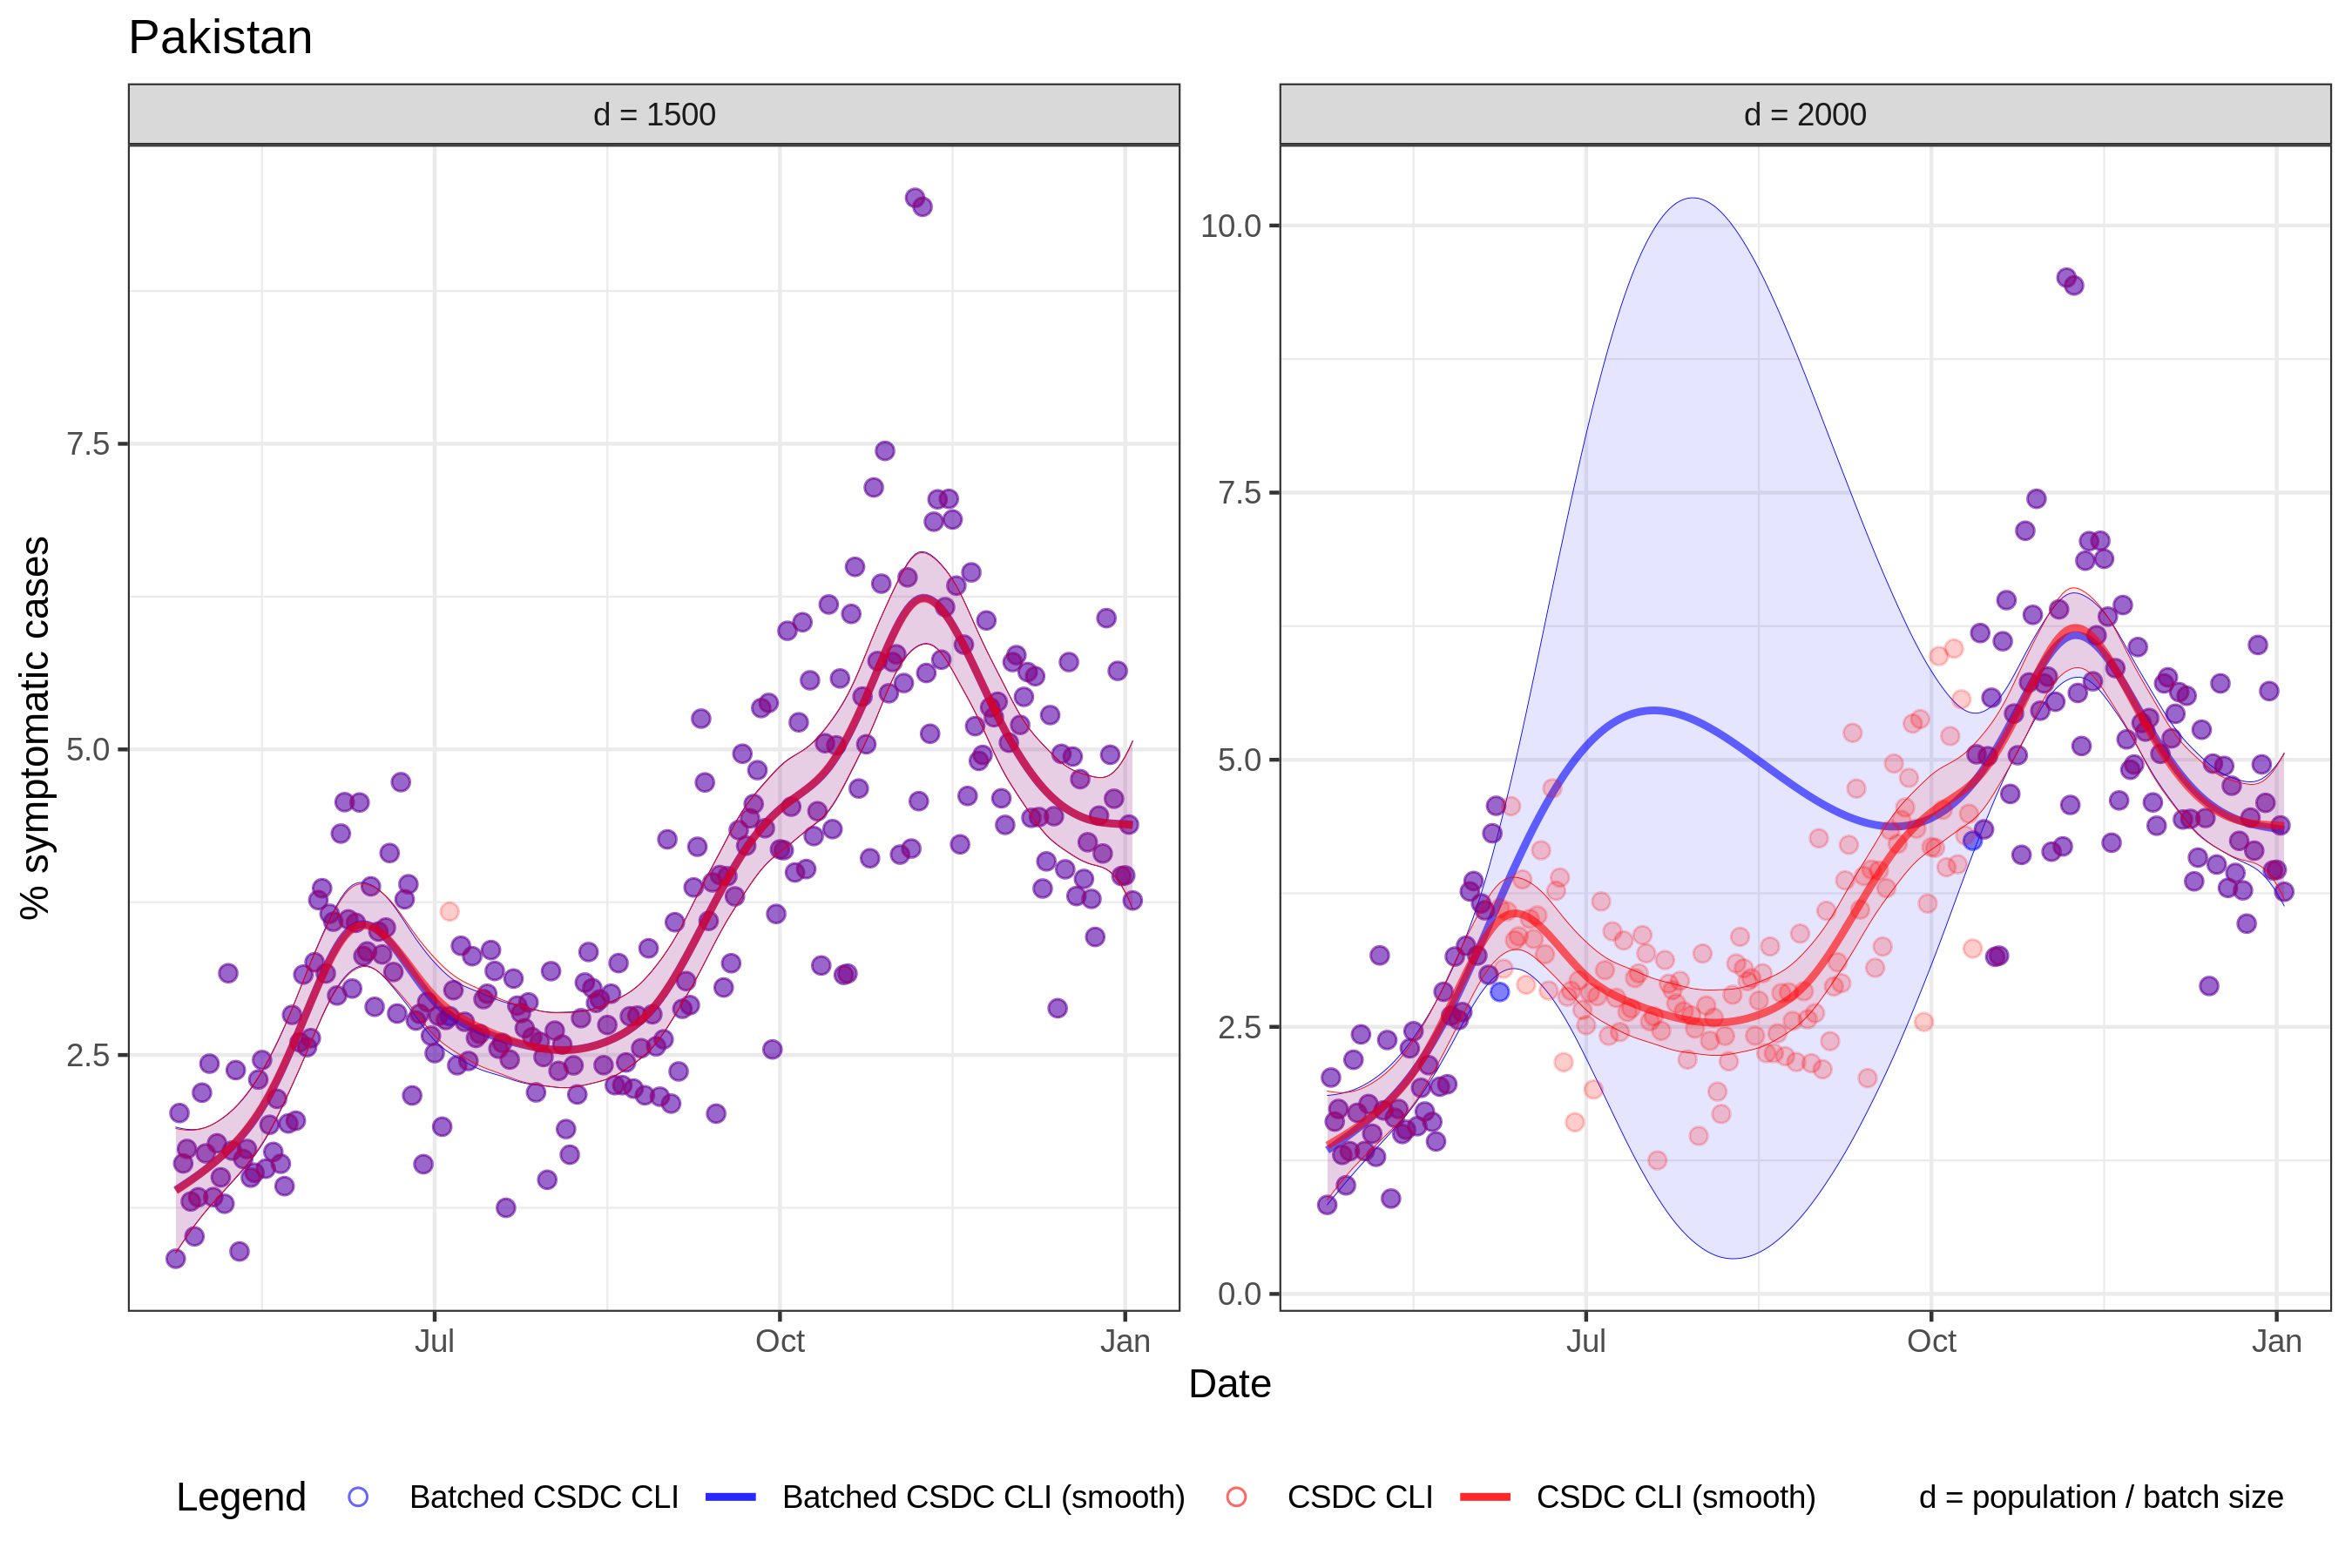 Pakistan
d = 1500
d = 2000
% symptomatic cases
7.5
5.0
2.5
10.0
7.5
5.0
2.5
0.0
Jul
Oct
Jan
Jul
Oct
Jan
Date
Legend
Batched CSDC CLI
Batched CSDC CLI (smooth)
CSDC CLI
CSDC CLI (smooth)
d = population / batch size